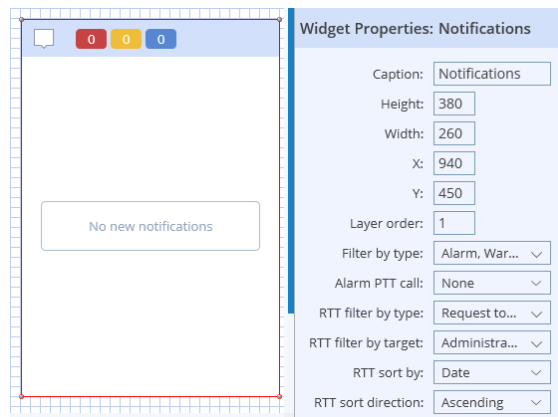 0 0 0
No new notifications
Widget Properties: Notifications
Caption: Notifications
Height: 380
Width: 260
X: 940
Y: 450
Layer order: 1
Filter by type: Alarm, War...
Alarm PTT call: None
RTT filter by type: Request to...
RTT filter by target: Administra...
RTT sort by: Date
RTT sort direction: Ascending